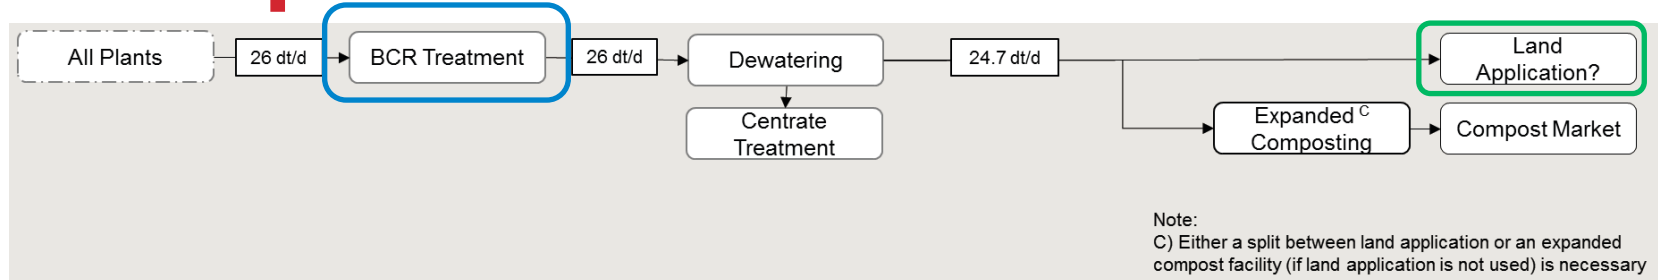 All Plants
26 dt/d
BCR Treatment
26 dt/d
Dewatering
24.7 dt/d
Land
Application?
Centrate
Treatment
Expanded C
Composting
Compost Market
Note:
C) Either a split between land application or an expanded
compost facility (if land application is not used) is necessary